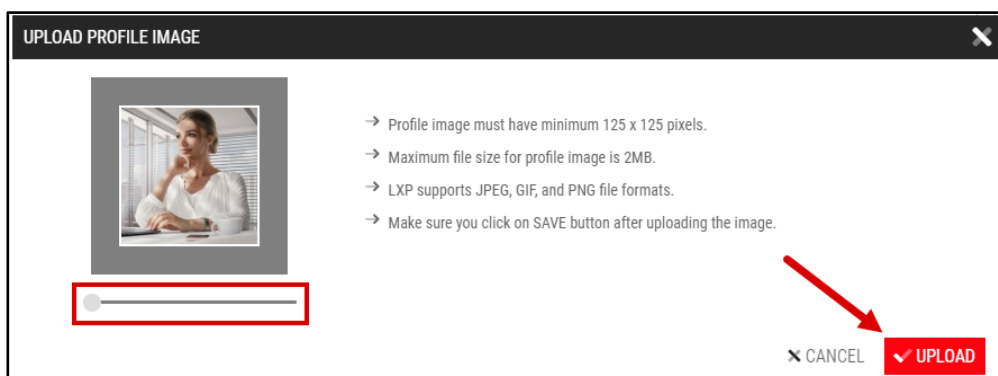 UPLOAD PROFILE IMAGE
Profile image must have minimum 125 x 125 pixels.
Maximum file size for profile image is 2MB.
LXP supports JPEG, GIF, and PNG file formats.
Make sure you click on SAVE button after uploading the image.
CANCEL UPLOAD